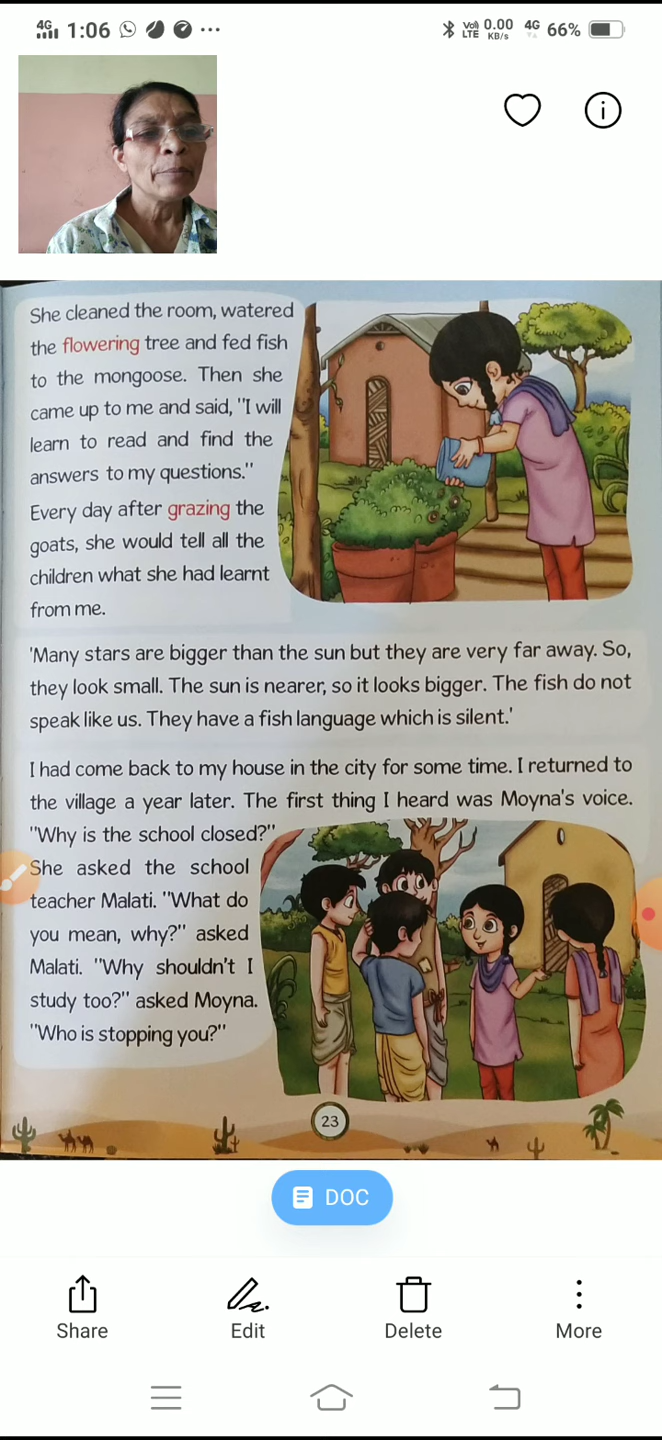 4G 1:06 ... Vo) LTE 0.00 KB/s 4G 66%
She cleaned the room, watered
the flowering tree and fed fish
to the mongoose. Then she
came up to me and said, "I will
learn to read and find the
answers to my questions."
Every day after grazing the
goats, she would tell all the
children what she had learnt
from me.
'Many stars are bigger than the sun but they are very far away. So,
they look small. The sun is nearer, so it looks bigger. The fish do not
speak like us. They have a fish language which is silent.'
I had come back to my house in the city for some time. I returned to
the village a year later. The first thing I heard was Moyna's voice.
"Why is the school closed?"
She asked the school
teacher Malati. "What do
you mean, why?" asked
Malati. "Why shouldn't I
study too?" asked Moyna.
"Who is stopping you?"
23
DOC
Share Edit Delete More